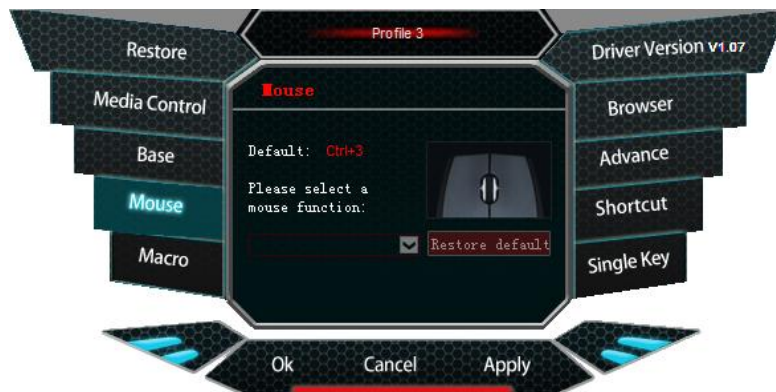 Profile 3
Restore
Media Control
Base
Mouse
Macro
Mouse
Default: Ctrl+3
Please select a
mouse function:
Restore default
Driver Version V1.07
Browser
Advance
Shortcut
Single Key
Ok Cancel Apply